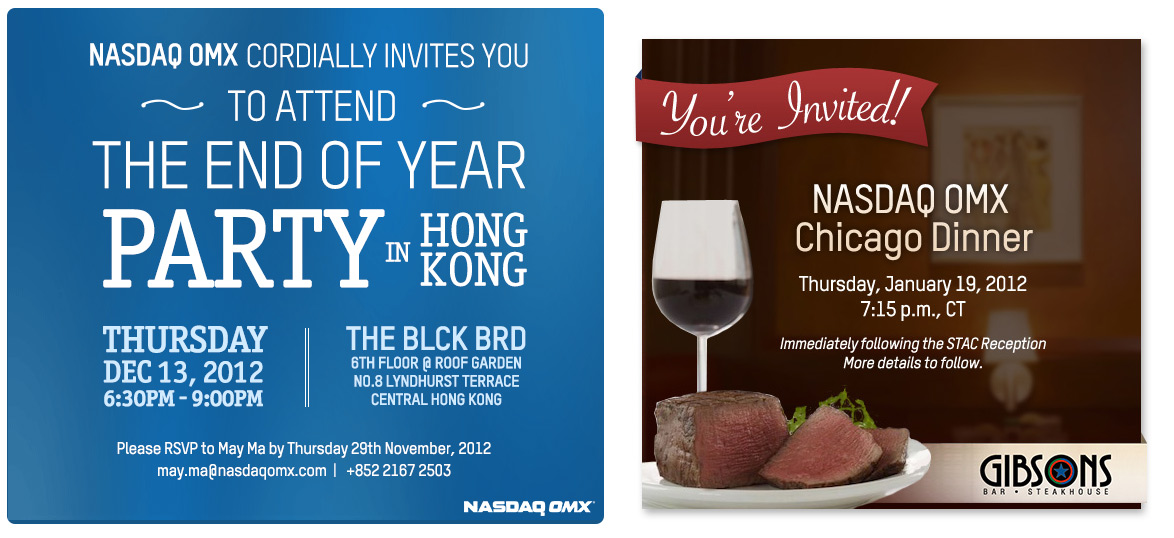 NASDAQ OMX CORDIALLY INVITES YOU
TO ATTEND
THE END OF YEAR
PARTY IN HONG KONG
THURSDAY
DEC 13, 2012
6:30PM - 9:00PM
THE BLCK BRD
6TH FLOOR @ ROOF GARDEN
NO.8 LYNDHURST TERRACE
CENTRAL HONG KONG
Please RSVP to May Ma by Thursday 29th November, 2012
may.ma@nasdaqomx.com | +852 2167 2503
NASDAQ OMX
You're Invited!
NASDAQ OMX
Chicago Dinner
Thursday, January 19, 2012
7:15 p.m., CT
Immediately following the STAC Reception
More details to follow.
GIBSONS
BAR • STEAKHOUSE